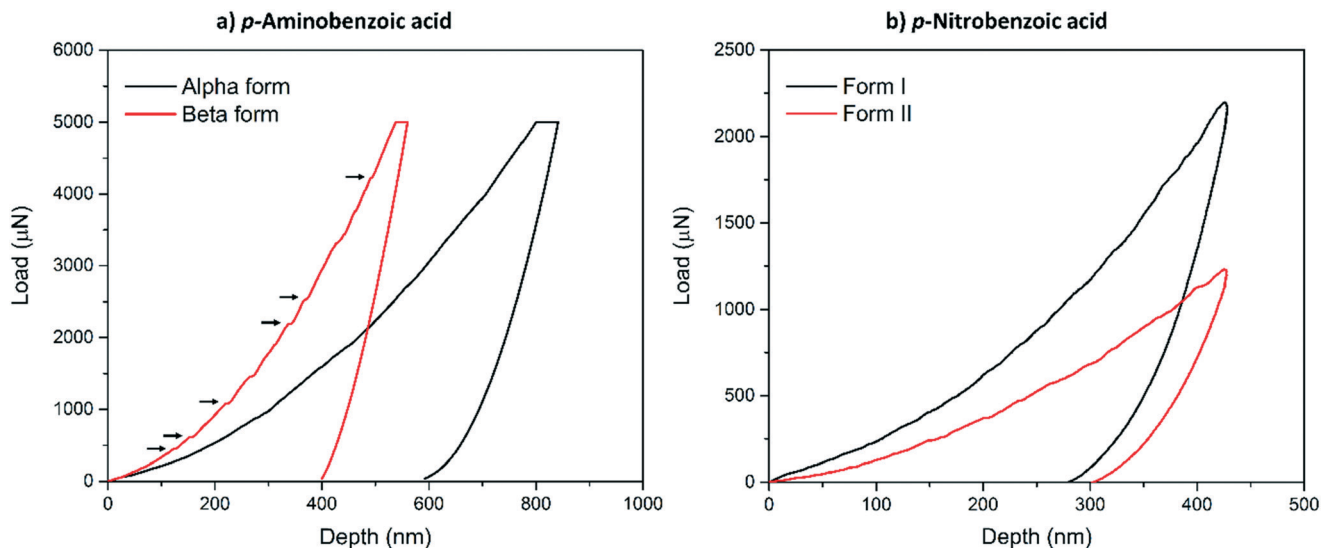 a) p-Aminobenzoic acid
6000
5000
4000
3000
2000
1000
0
Load (μN)
Alpha form
Beta form
0 200 400 600 800 1000
Depth (nm)
b) p-Nitrobenzoic acid
2500
2000
1500
1000
500
0
Load (μN)
Form I
Form II
0 100 200 300 400 500
Depth (nm)